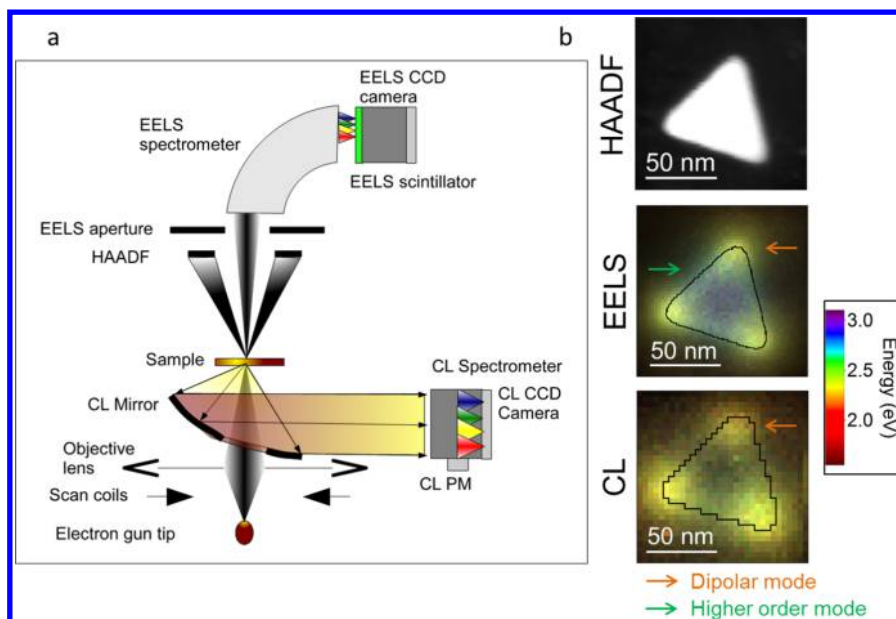 a
EELS CCD
camera
EELS
spectrometer
EELS scintillator
EELS aperture
HAADF
Sample
CL Spectrometer
CL Mirror
CL CCD
Camera
Objective
lens
CL PM
Scan coils
Electron gun tip
b
HAADF
50 nm
EELS
50 nm
CL
50 nm
3.0
2.5
2.0
Energy (eV)
Dipolar mode
Higher order mode